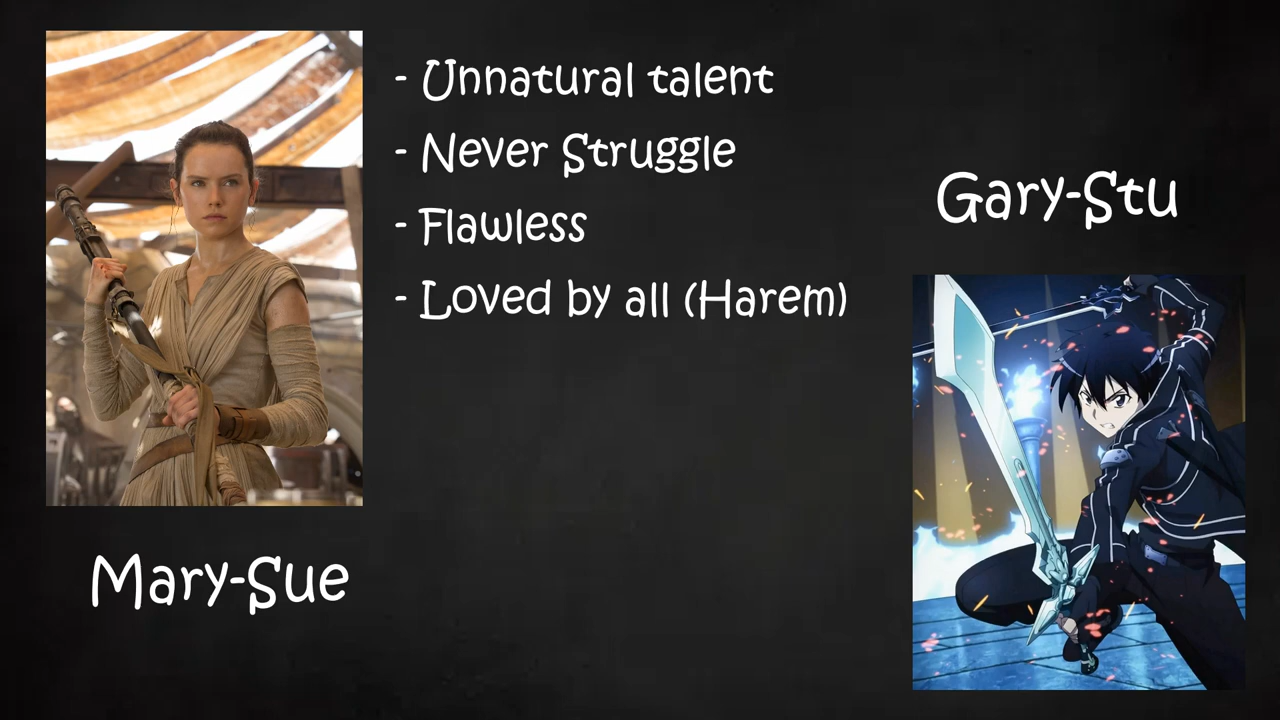 - Unnatural talent
- Never Struggle
- Flawless
- Loved by all (Harem)
Gary-Stu
Mary-Sue